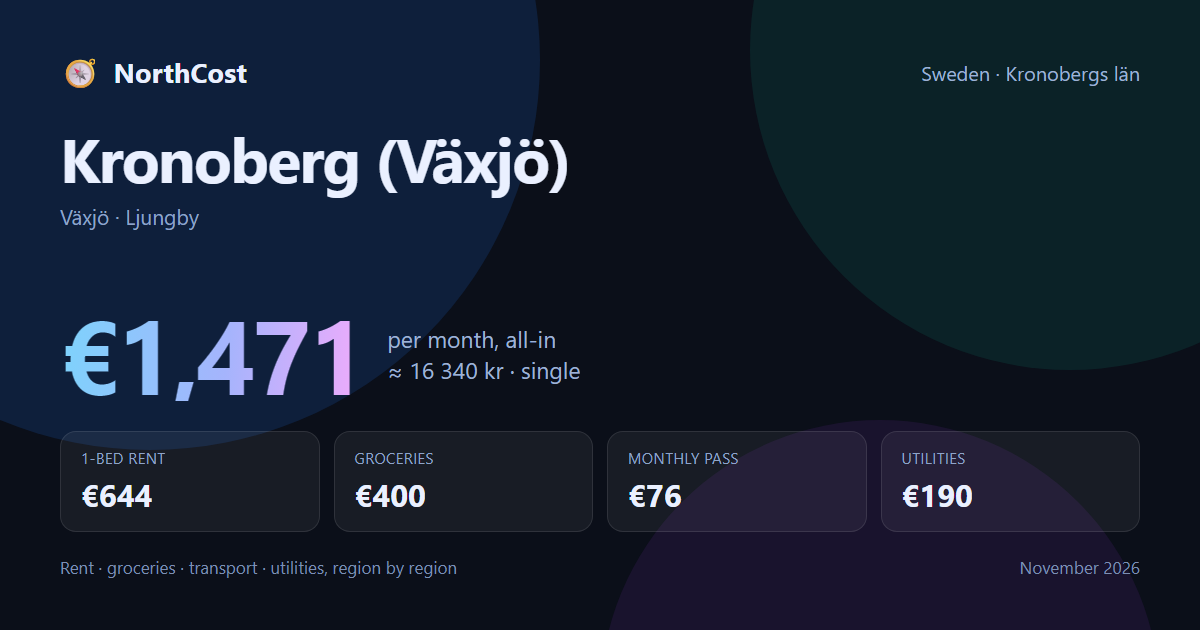 NorthCost
Sweden · Kronobergs län
Kronoberg (Växjö)
Växjö · Ljungby
€1,471
per month, all-in
≈ 16 340 kr · single
1-BED RENT
€644
GROCERIES
€400
MONTHLY PASS
€76
UTILITIES
€190
Rent · groceries · transport · utilities, region by region
November 2026